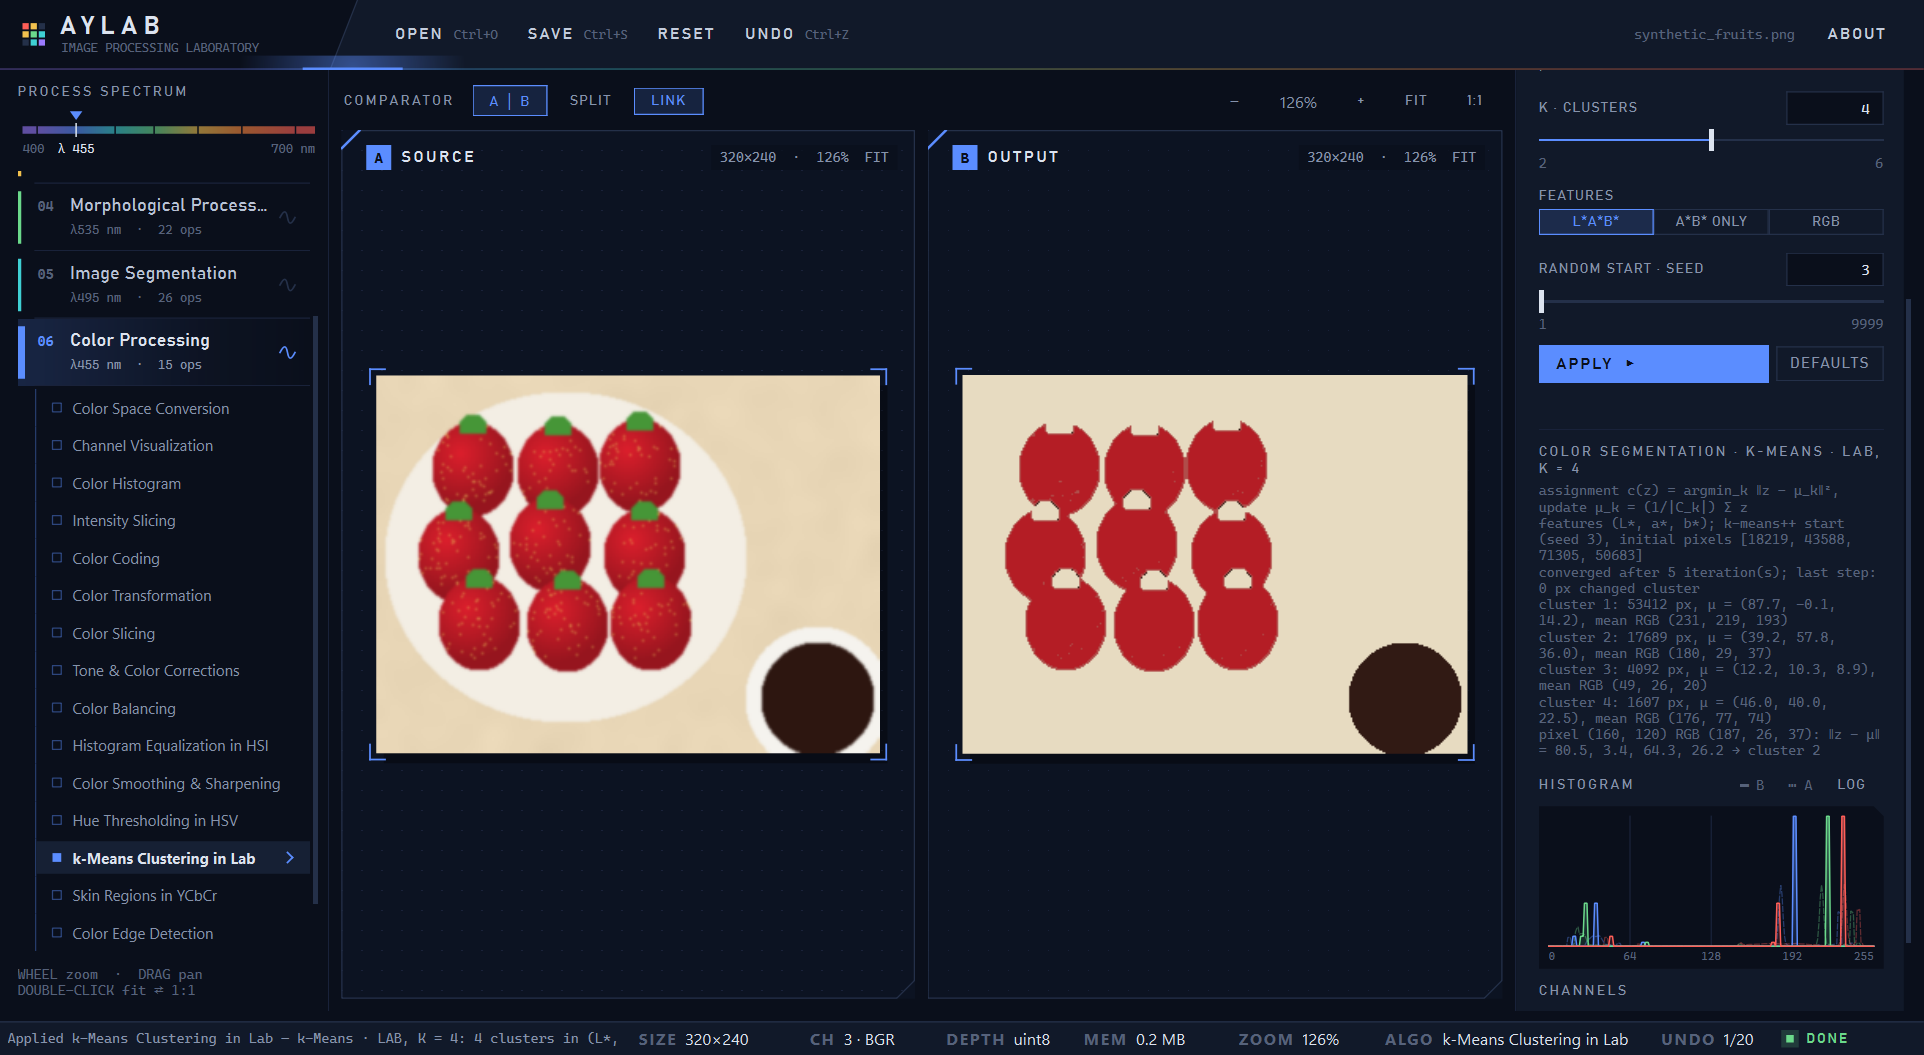 AYLAB
IMAGE PROCESSING LABORATORY
OPEN Ctrl+O SAVE Ctrl+S RESET UNDO Ctrl+Z
synthetic_fruits.png ABOUT
PROCESS SPECTRUM
400 λ 455 700 nm
04 Morphological Process…
λ535 nm · 22 ops
05 Image Segmentation
λ495 nm · 26 ops
06 Color Processing
λ455 nm · 15 ops
Color Space Conversion
Channel Visualization
Color Histogram
Intensity Slicing
Color Coding
Color Transformation
Color Slicing
Tone & Color Corrections
Color Balancing
Histogram Equalization in HSI
Color Smoothing & Sharpening
Hue Thresholding in HSV
k-Means Clustering in Lab
Skin Regions in YCbCr
Color Edge Detection
WHEEL zoom · DRAG pan
DOUBLE-CLICK fit ⇄ 1:1
COMPARATOR A | B SPLIT LINK − 126% + FIT 1:1
A SOURCE 320×240 · 126% FIT
B OUTPUT 320×240 · 126% FIT
K · CLUSTERS 4
2 6
FEATURES
L*A*B* A*B* ONLY RGB
RANDOM START · SEED 3
1 9999
APPLY ▸ DEFAULTS
COLOR SEGMENTATION · K-MEANS · LAB,
K = 4
assignment c(z) = argmin_k ‖z − μ_k‖²,
update μ_k = (1/|C_k|) Σ z
features (L*, a*, b*); k-means++ start
(seed 3), initial pixels [18219, 43588,
71305, 50683]
converged after 5 iteration(s); last step:
0 px changed cluster
cluster 1: 53412 px, μ = (87.7, −0.1,
14.2), mean RGB (231, 219, 193)
cluster 2: 17689 px, μ = (39.2, 57.8,
36.0), mean RGB (180, 29, 37)
cluster 3: 4092 px, μ = (12.2, 10.3, 8.9),
mean RGB (49, 26, 20)
cluster 4: 1607 px, μ = (46.0, 40.0,
22.5), mean RGB (176, 77, 74)
pixel (160, 120) RGB (187, 26, 37): ‖z − μ‖
= 80.5, 3.4, 64.3, 26.2 → cluster 2
HISTOGRAM B A LOG
0 64 128 192 255
CHANNELS
Applied k-Means Clustering in Lab — k-Means · LAB, K = 4: 4 clusters in (L*,
SIZE 320×240 CH 3 · BGR DEPTH uint8 MEM 0.2 MB ZOOM 126% ALGO k-Means Clustering in Lab UNDO 1/20 DONE